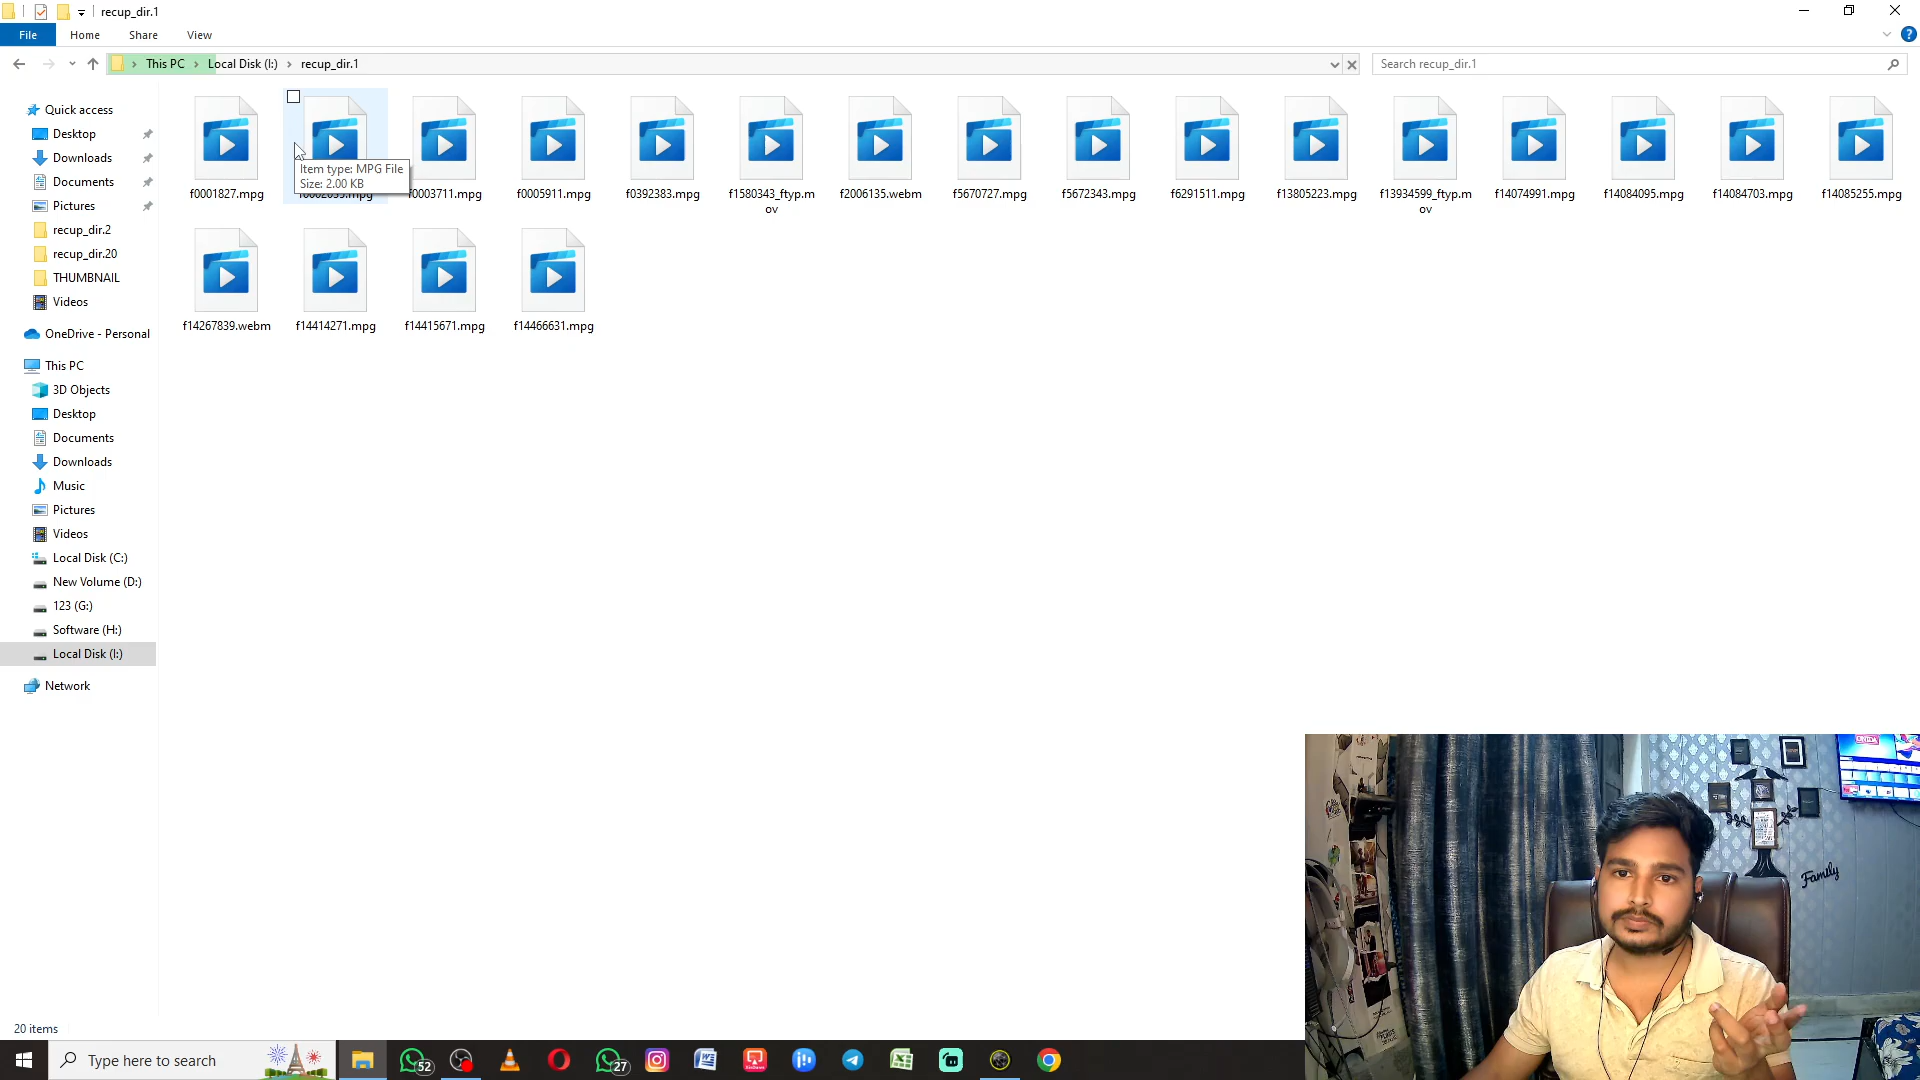 recup_dir.1
File Home Share View
This PC Local Disk (I:) recup_dir.1
Search recup_dir.1
Quick access
Desktop
Downloads
Documents
Pictures
recup_dir.2
recup_dir.20
THUMBNAIL
Videos
OneDrive - Personal
This PC
3D Objects
Desktop
Documents
Downloads
Music
Pictures
Videos
Local Disk (C:)
New Volume (D:)
123 (G:)
Software (H:)
Local Disk (I:)
Network
Item type: MPG File
Size: 2.00 KB
f0001827.mpg
f0003711.mpg
f0005911.mpg
f0392383.mpg
f1580343_ftyp.m
ov
f2006135.webm
f5670727.mpg
f5672343.mpg
f6291511.mpg
f13805223.mpg
f13934599_ftyp.m
ov
f14074991.mpg
f14084095.mpg
f14084703.mpg
f14085255.mpg
f14267839.webm
f14414271.mpg
f14415671.mpg
f14466631.mpg
Family
20 items
Type here to search
52
27